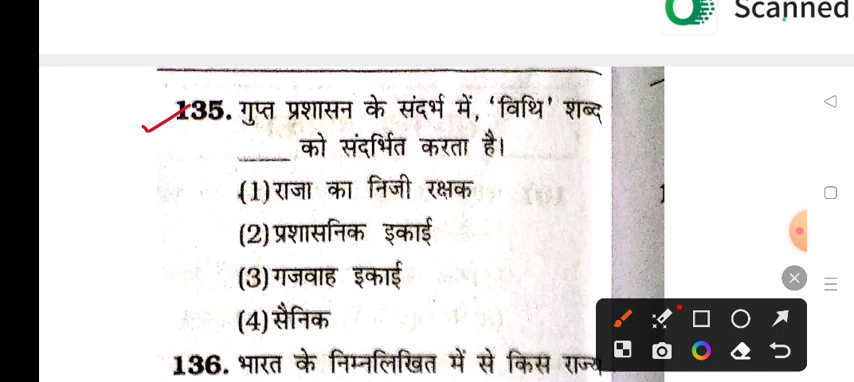 Scanned
135. गुप्त प्रशासन के संदर्भ में, 'विथि' शब्द
____ को संदर्भित करता है।
(1) राजा का निजी रक्षक
(2) प्रशासनिक इकाई
(3) गजवाह इकाई
(4) सैनिक
136. भारत के निम्नलिखित में से किस राज्य